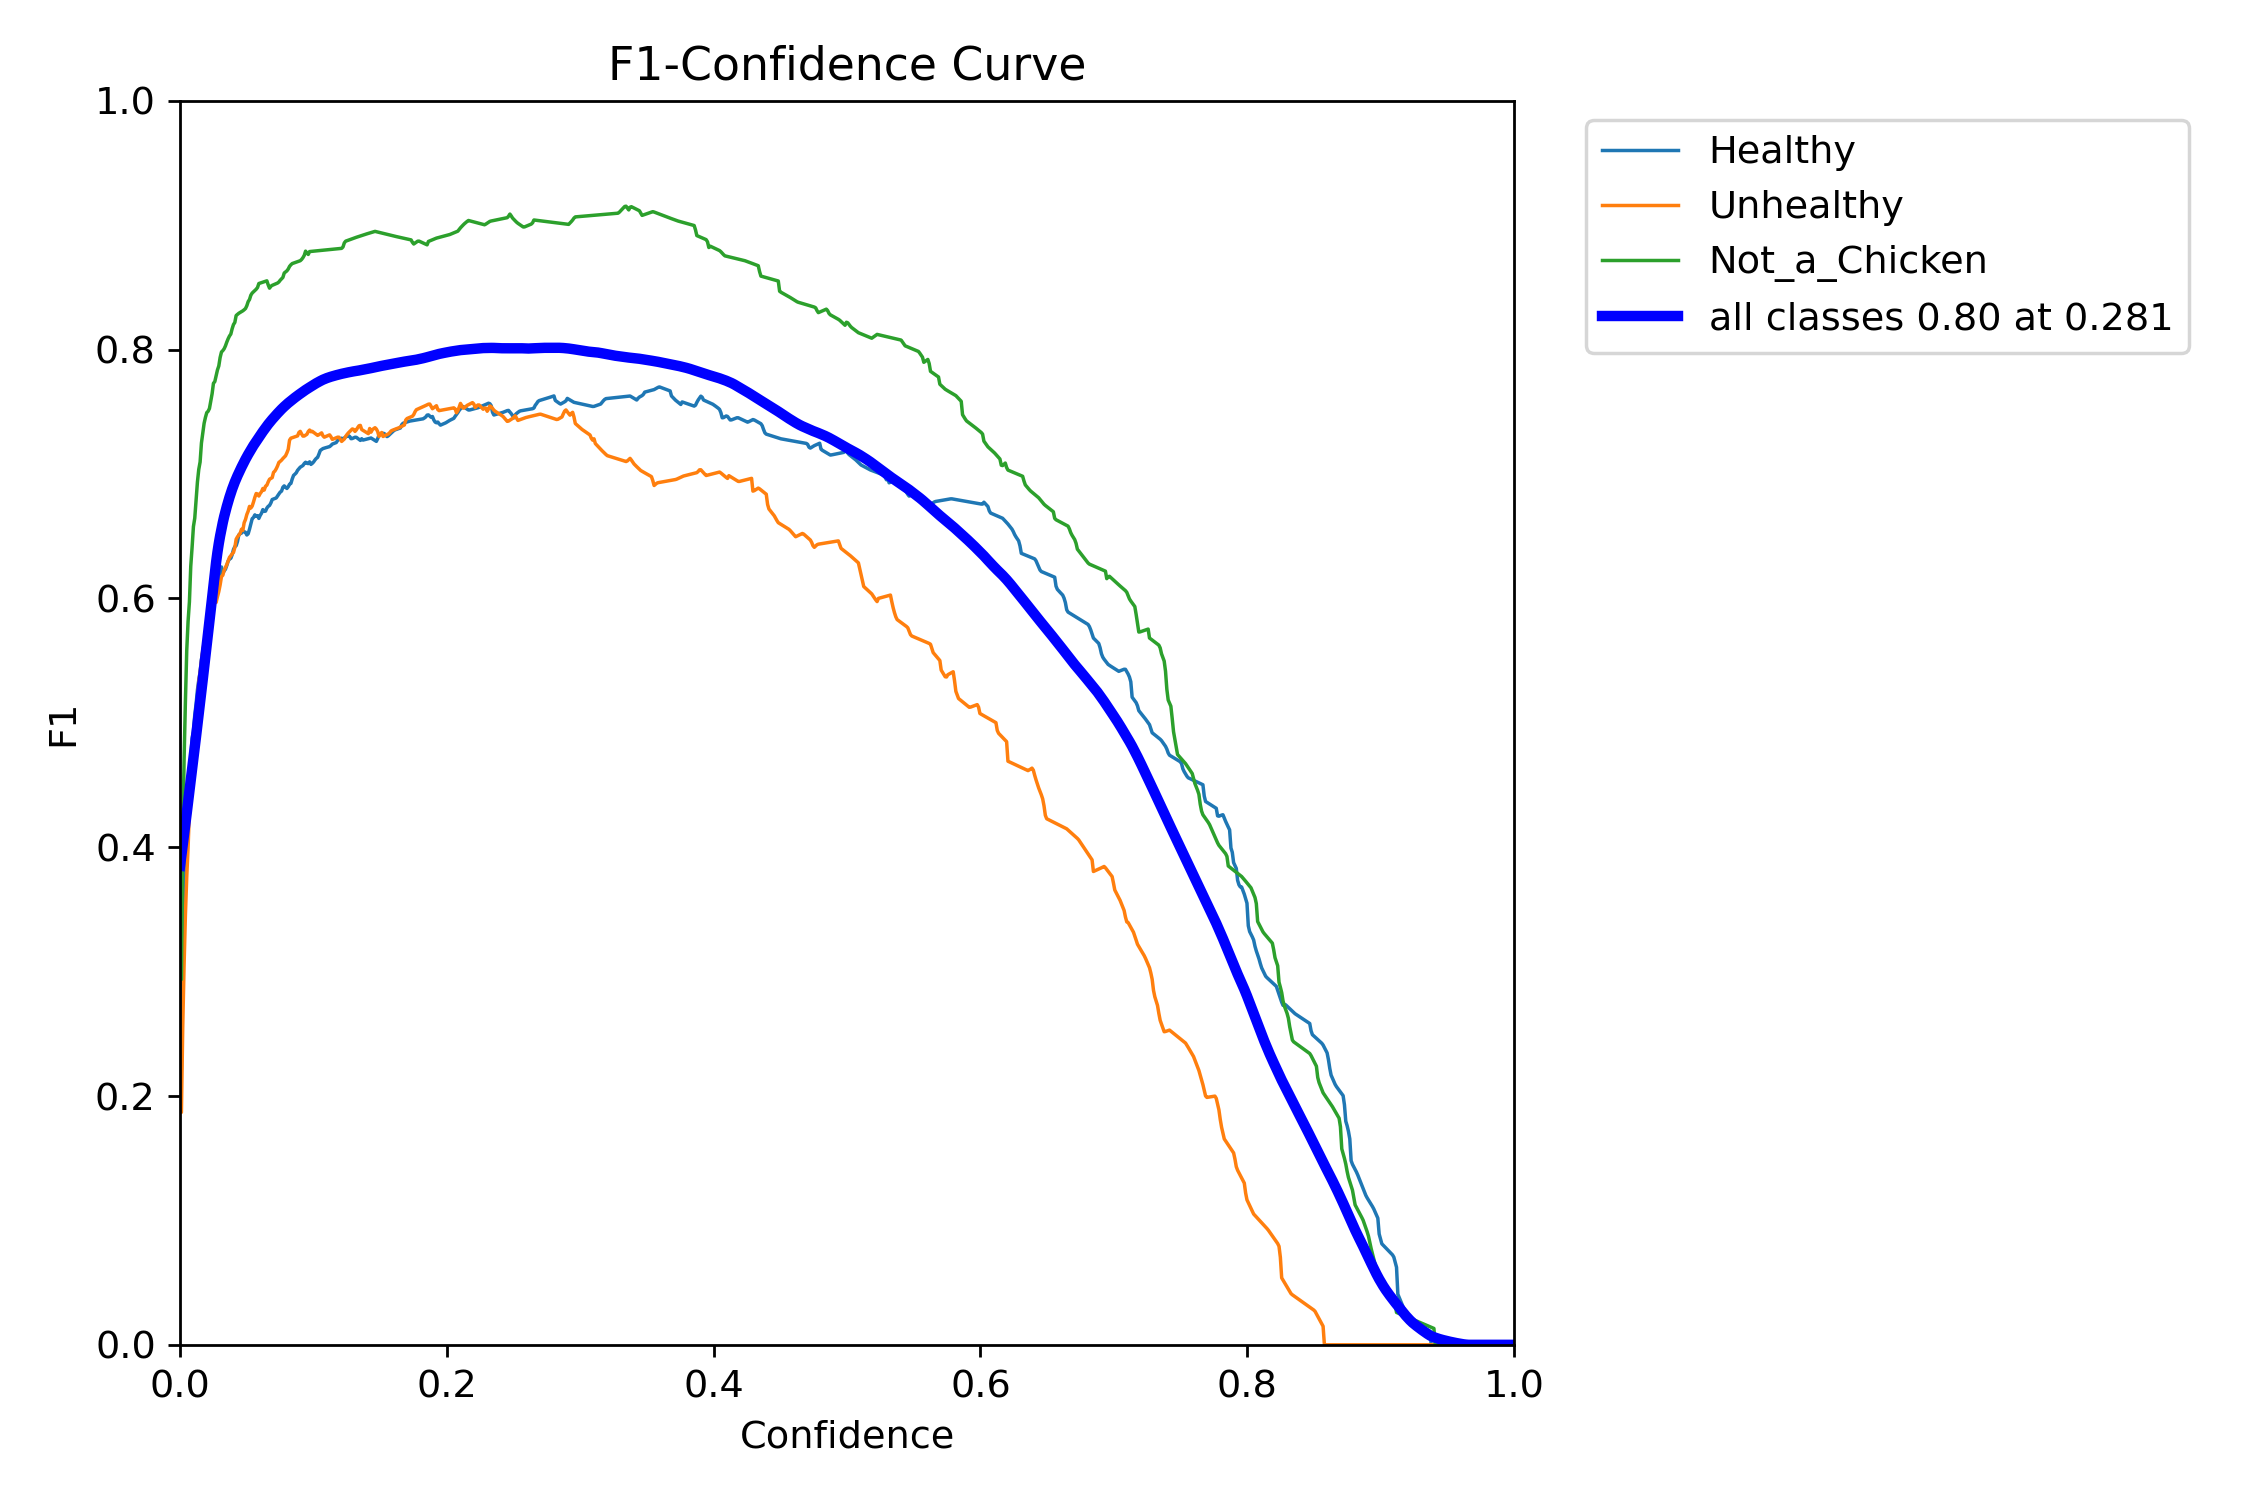 F1-Confidence Curve
1.0
0.8
0.6
0.4
0.2
0.0
F1
0.0 0.2 0.4 0.6 0.8 1.0
Confidence
Healthy
Unhealthy
Not_a_Chicken
all classes 0.80 at 0.281